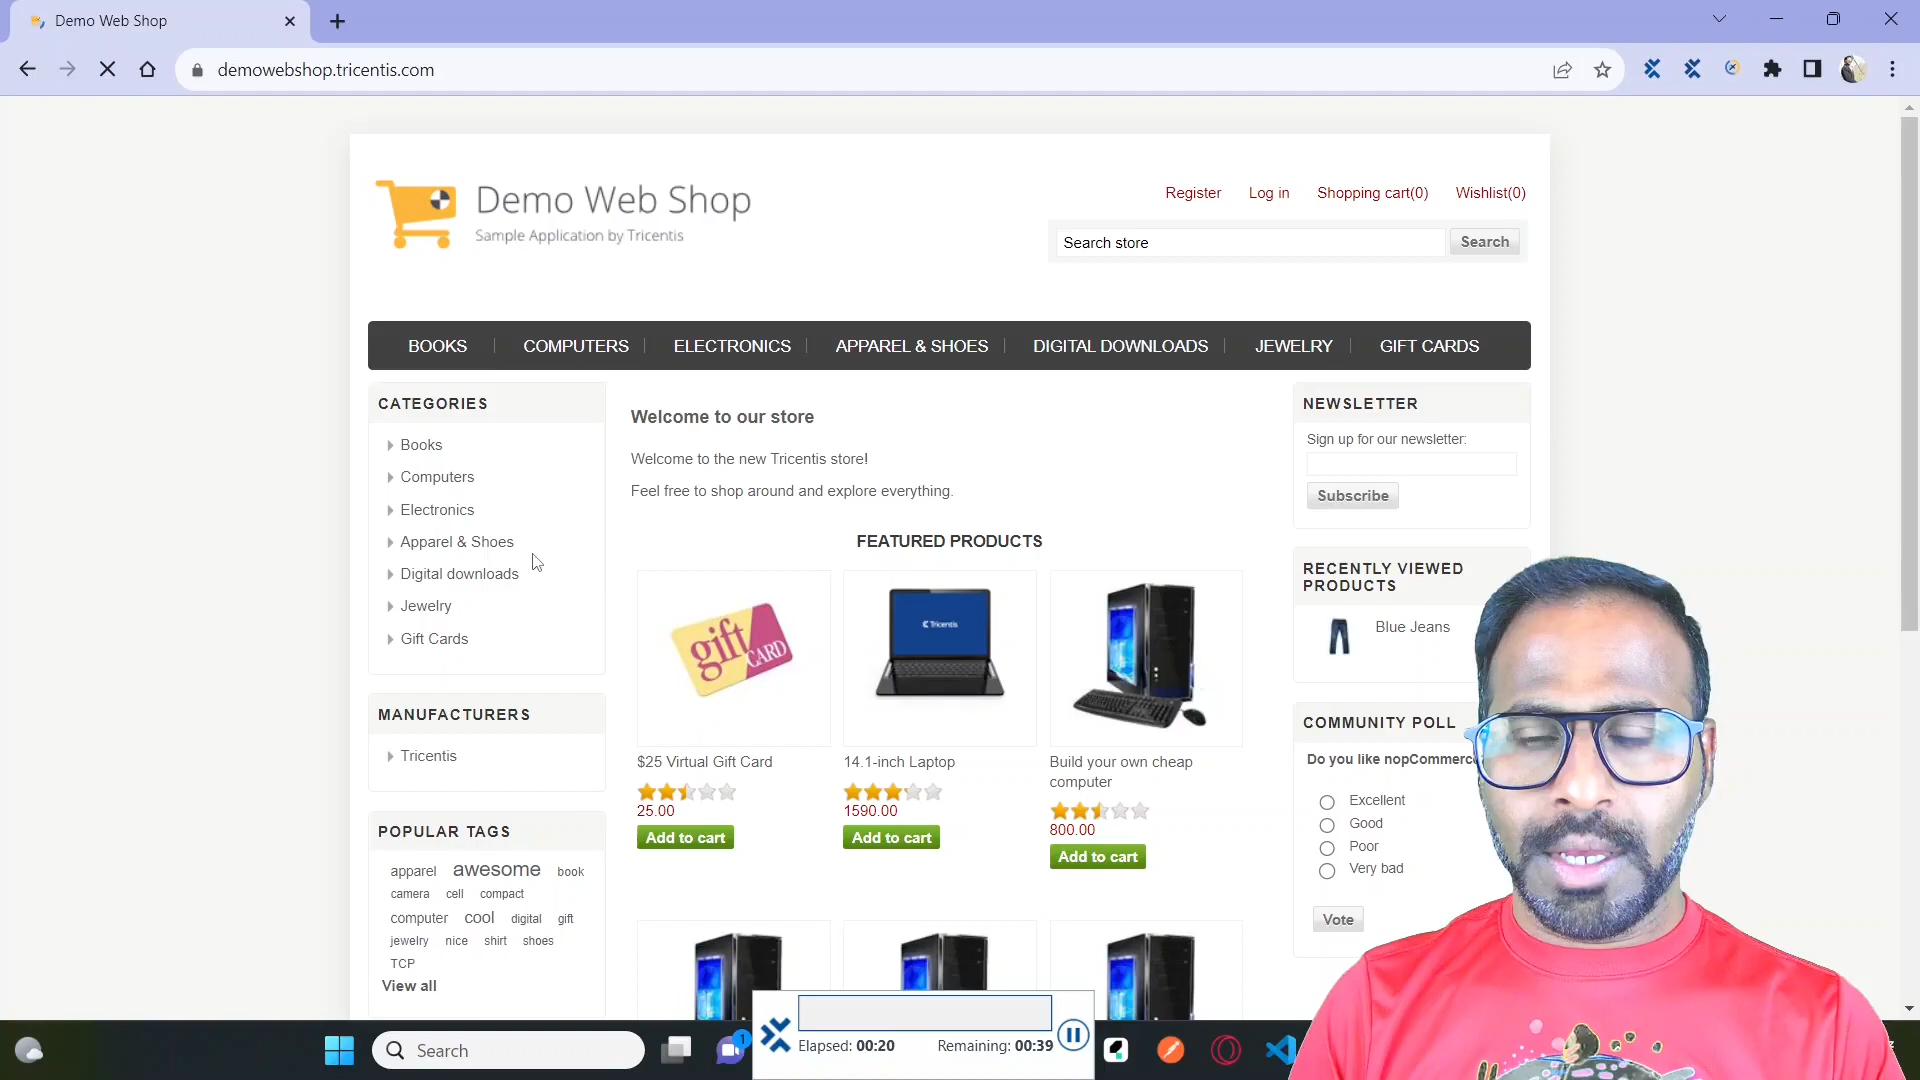 Demo Web Shop
demowebshop.tricentis.com
Demo Web Shop
Sample Application by Tricentis
Register Log in Shopping cart(0) Wishlist(0)
Search store Search
BOOKS COMPUTERS ELECTRONICS APPAREL & SHOES DIGITAL DOWNLOADS JEWELRY GIFT CARDS
CATEGORIES
Books
Computers
Electronics
Apparel & Shoes
Digital downloads
Jewelry
Gift Cards
MANUFACTURERS
Tricentis
POPULAR TAGS
apparel awesome book
camera cell compact
computer cool digital gift
jewelry nice shirt shoes
TCP
View all
Welcome to our store
Welcome to the new Tricentis store!
Feel free to shop around and explore everything.
FEATURED PRODUCTS
gift CARD
Tricentis
$25 Virtual Gift Card
25.00
Add to cart
14.1-inch Laptop
1590.00
Add to cart
Build your own cheap
computer
800.00
Add to cart
NEWSLETTER
Sign up for our newsletter:
Subscribe
RECENTLY VIEWED
PRODUCTS
Blue Jeans
COMMUNITY POLL
Do you like
Excellent
Good
Poor
Very bad
Vote
Search
1
Elapsed: 00:20 Remaining: 00:39